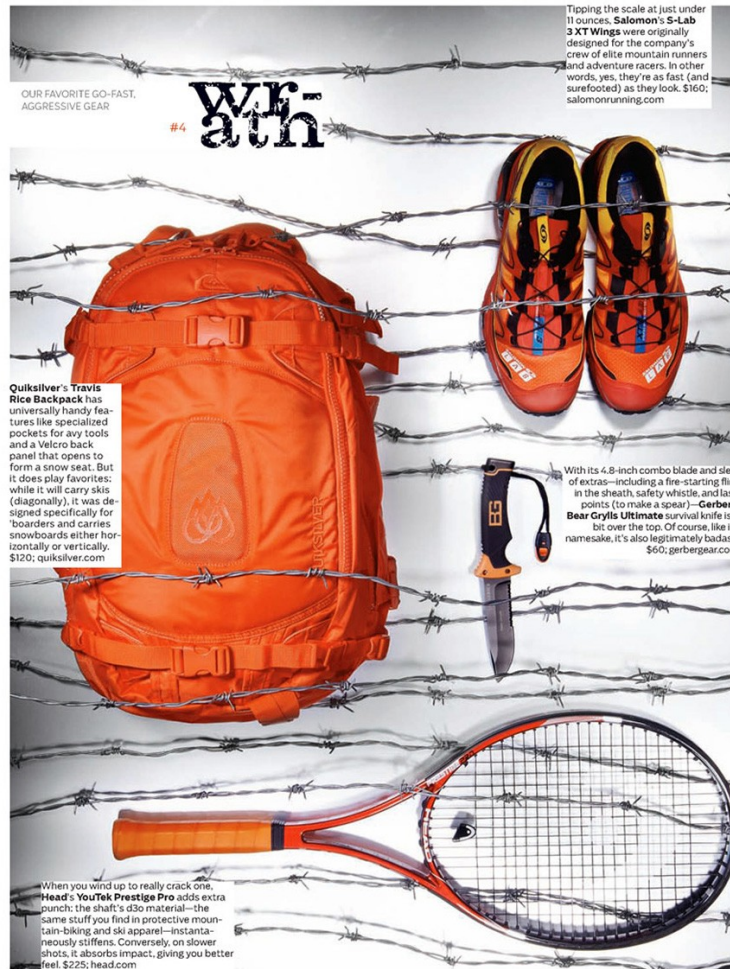 Tipping the scale at just under
11 ounces, Salomon's S-Lab
3 XT Wings were originally
designed for the company's
crew of elite mountain runners
and adventure racers. In other
words, yes, they're as fast (and
surefooted) as they look. $160;
salomonrunning.com
OUR FAVORITE GO-FAST,
AGGRESSIVE GEAR
#4
wr-
ath
Quiksilver's Travis
Rice Backpack has
universally handy fea-
tures like specialized
pockets for avy tools
and a Velcro back
panel that opens to
form a snow seat. But
it does play favorites:
while it will carry skis
(diagonally), it was de-
signed specifically for
'boarders and carries
snowboards either hor-
izontally or vertically.
$120; quiksilver.com
With its 4.8-inch combo blade and sle
of extras—including a fire-starting fli
in the sheath, safety whistle, and las
points (to make a spear)—Gerber
Bear Grylls Ultimate survival knife is
bit over the top. Of course, like i
namesake, it's also legitimately badas
$60; gerbergear.co
BG
When you wind up to really crack one,
Head's YouTek Prestige Pro adds extra
punch: the shaft's d3o material—the
same stuff you find in protective moun-
tain-biking and ski apparel—instanta-
neously stiffens. Conversely, on slower
shots, it absorbs impact, giving you better
feel. $225; head.com